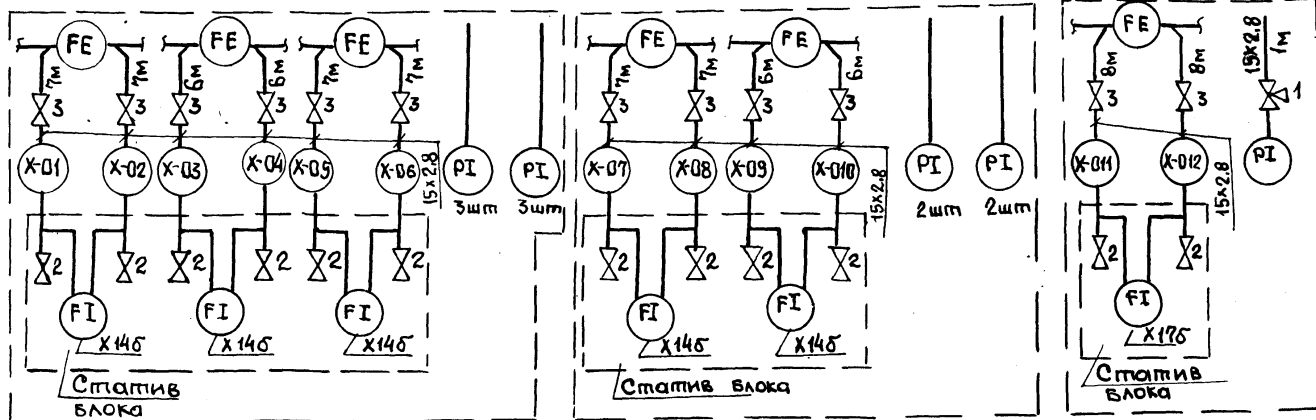 FE FE FE
7м 7м 6м 6м 7м 7м
3 3 3 3 3 3
X-01 X-02 X-03 X-04 X-05 X-06
15x2.8
PI PI
3шт 3шт
2 2 2 2 2 2
FI FI FI
X14б X14б X14б
Статив
блока
FE FE
7м 7м 6м 6м
3 3 3 3
X-07 X-08 X-09 X-010
15x2.8
PI PI
2шт 2шт
2 2 2 2
FI FI
X14б X14б
Статив блока
FE
8м 8м
15x2.8
1м
3 3 1
X-011 X-012
PI
15x2.8
2 2
FI
X17б
Статив
блока